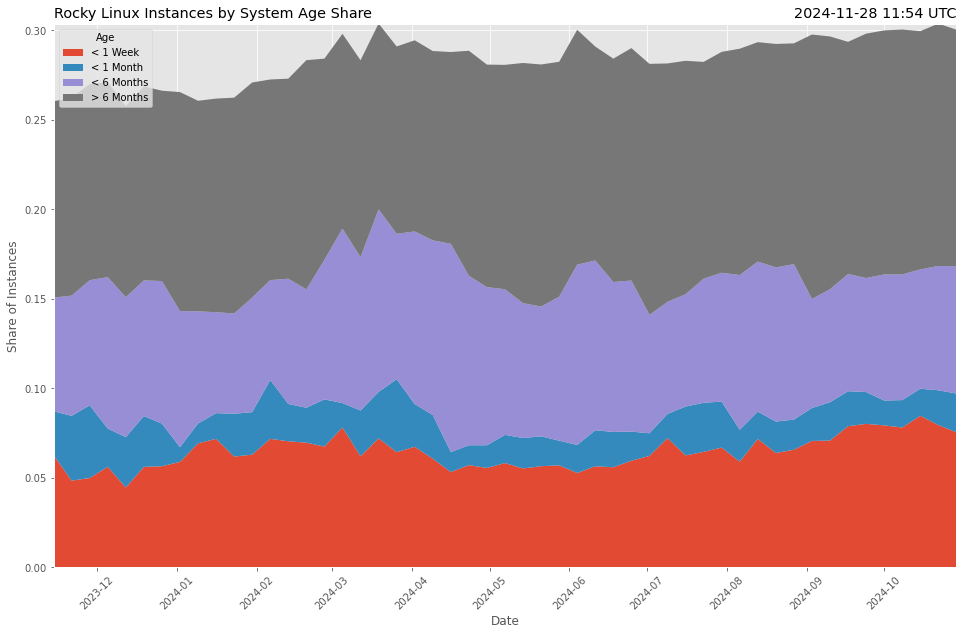 Rocky Linux Instances by System Age Share
2024-11-28 11:54 UTC
Age
< 1 Week
< 1 Month
< 6 Months
> 6 Months
Share of Instances
0.30
0.25
0.20
0.15
0.10
0.05
0.00
2023-12
2024-01
2024-02
2024-03
2024-04
2024-05
2024-06
2024-07
2024-08
2024-09
2024-10
Date